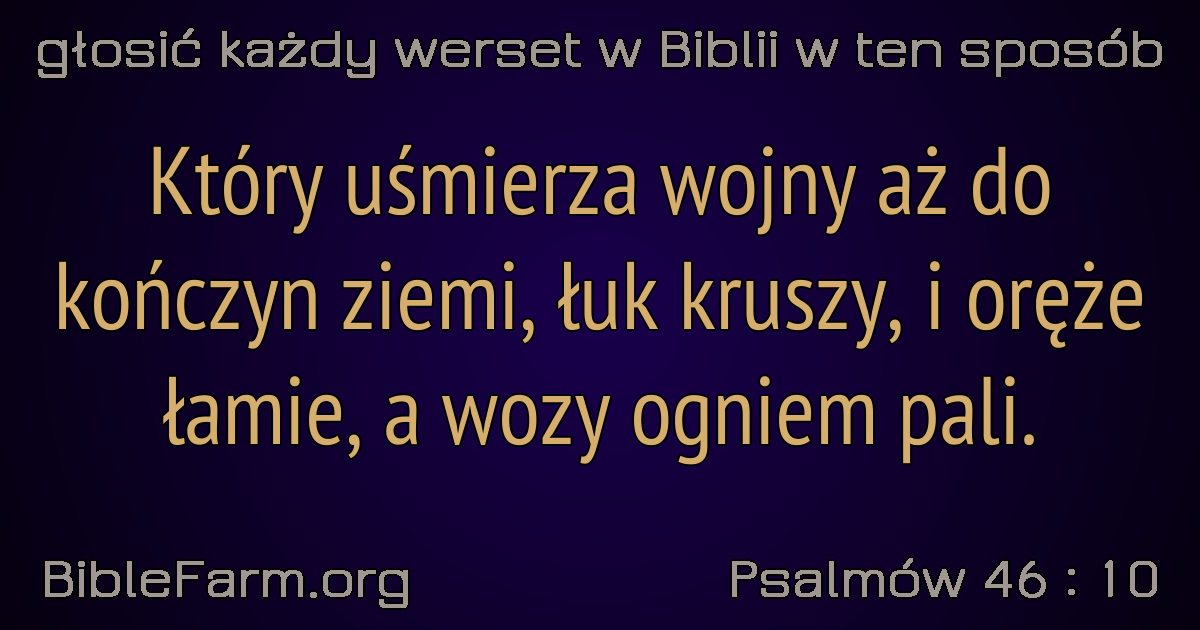 głosić każdy werset w Biblii w ten sposób
Który uśmierza wojny aż do
kończyn ziemi, łuk kruszy, i oręże
łamie, a wozy ogniem pali.
BibleFarm.org
Psalmów 46 : 10